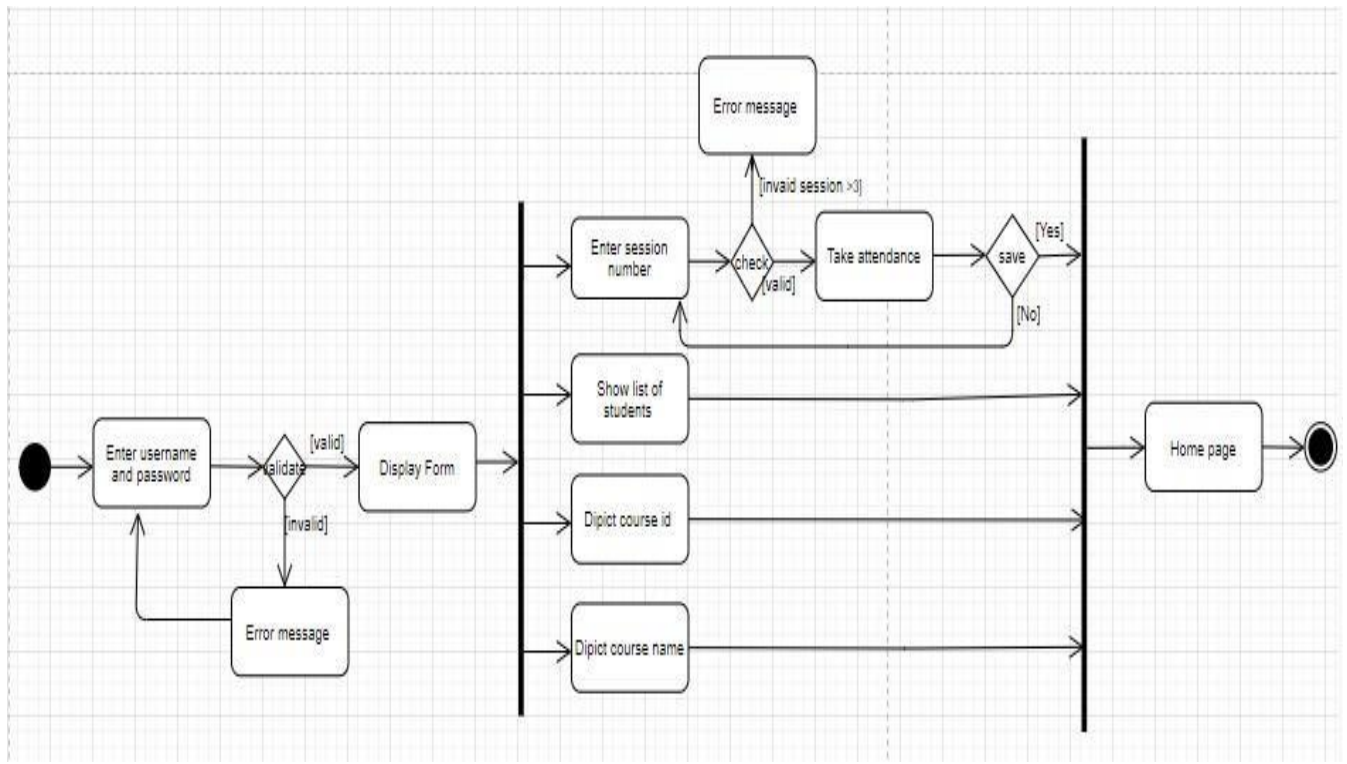 Error message
[invaid session >3]
Enter session
number
check
[valid]
Take attendance
save
[Yes]
[No]
Show list of
students
Enter username
and password
validate
[valid]
[invalid]
Display Form
Error message
Dipict course id
Dipict course name
Home page